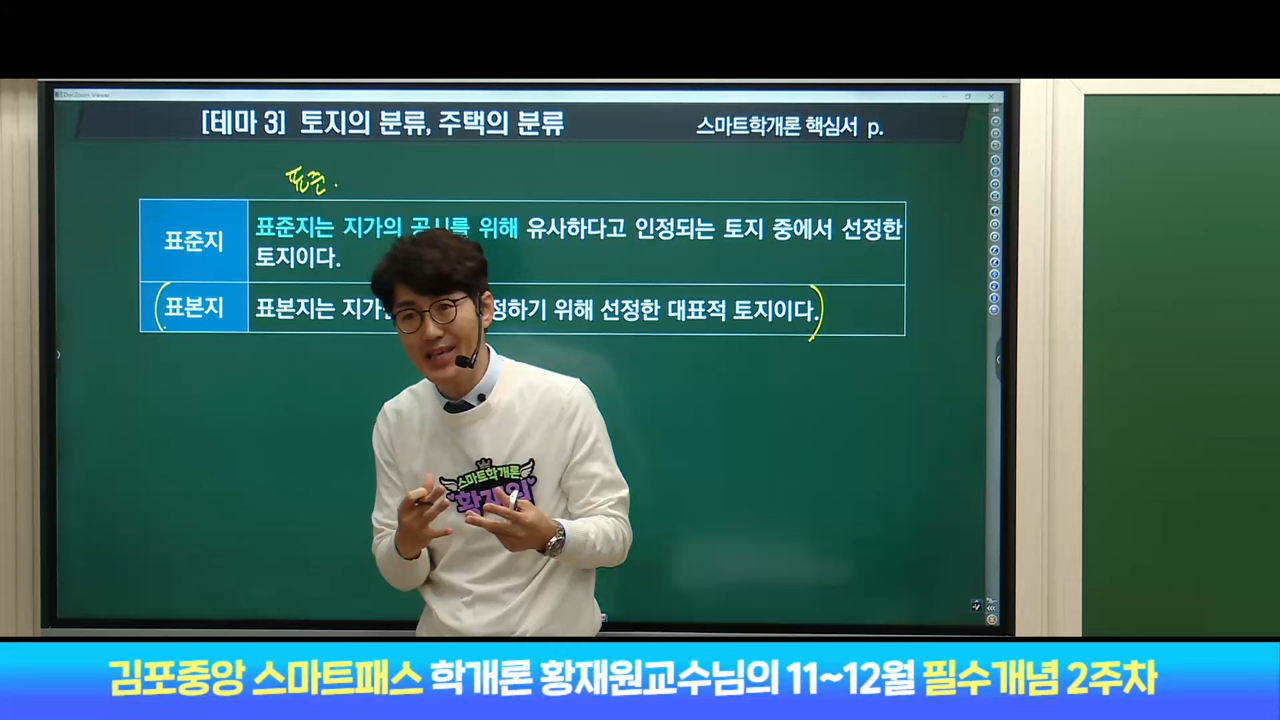 DocZoom Viewer
[테마 3] 토지의 분류, 주택의 분류
스마트학개론 핵심서 p.
표준.
표준지
표준지는 지가의 공시를 위해 유사하다고 인정되는 토지 중에서 선정한
토지이다.
표본지
표본지는 지가 정하기 위해 선정한 대표적 토지이다.
스마트학개론
황재원
김포중앙 스마트패스 학개론 황재원교수님의 11~12월 필수개념 2주차